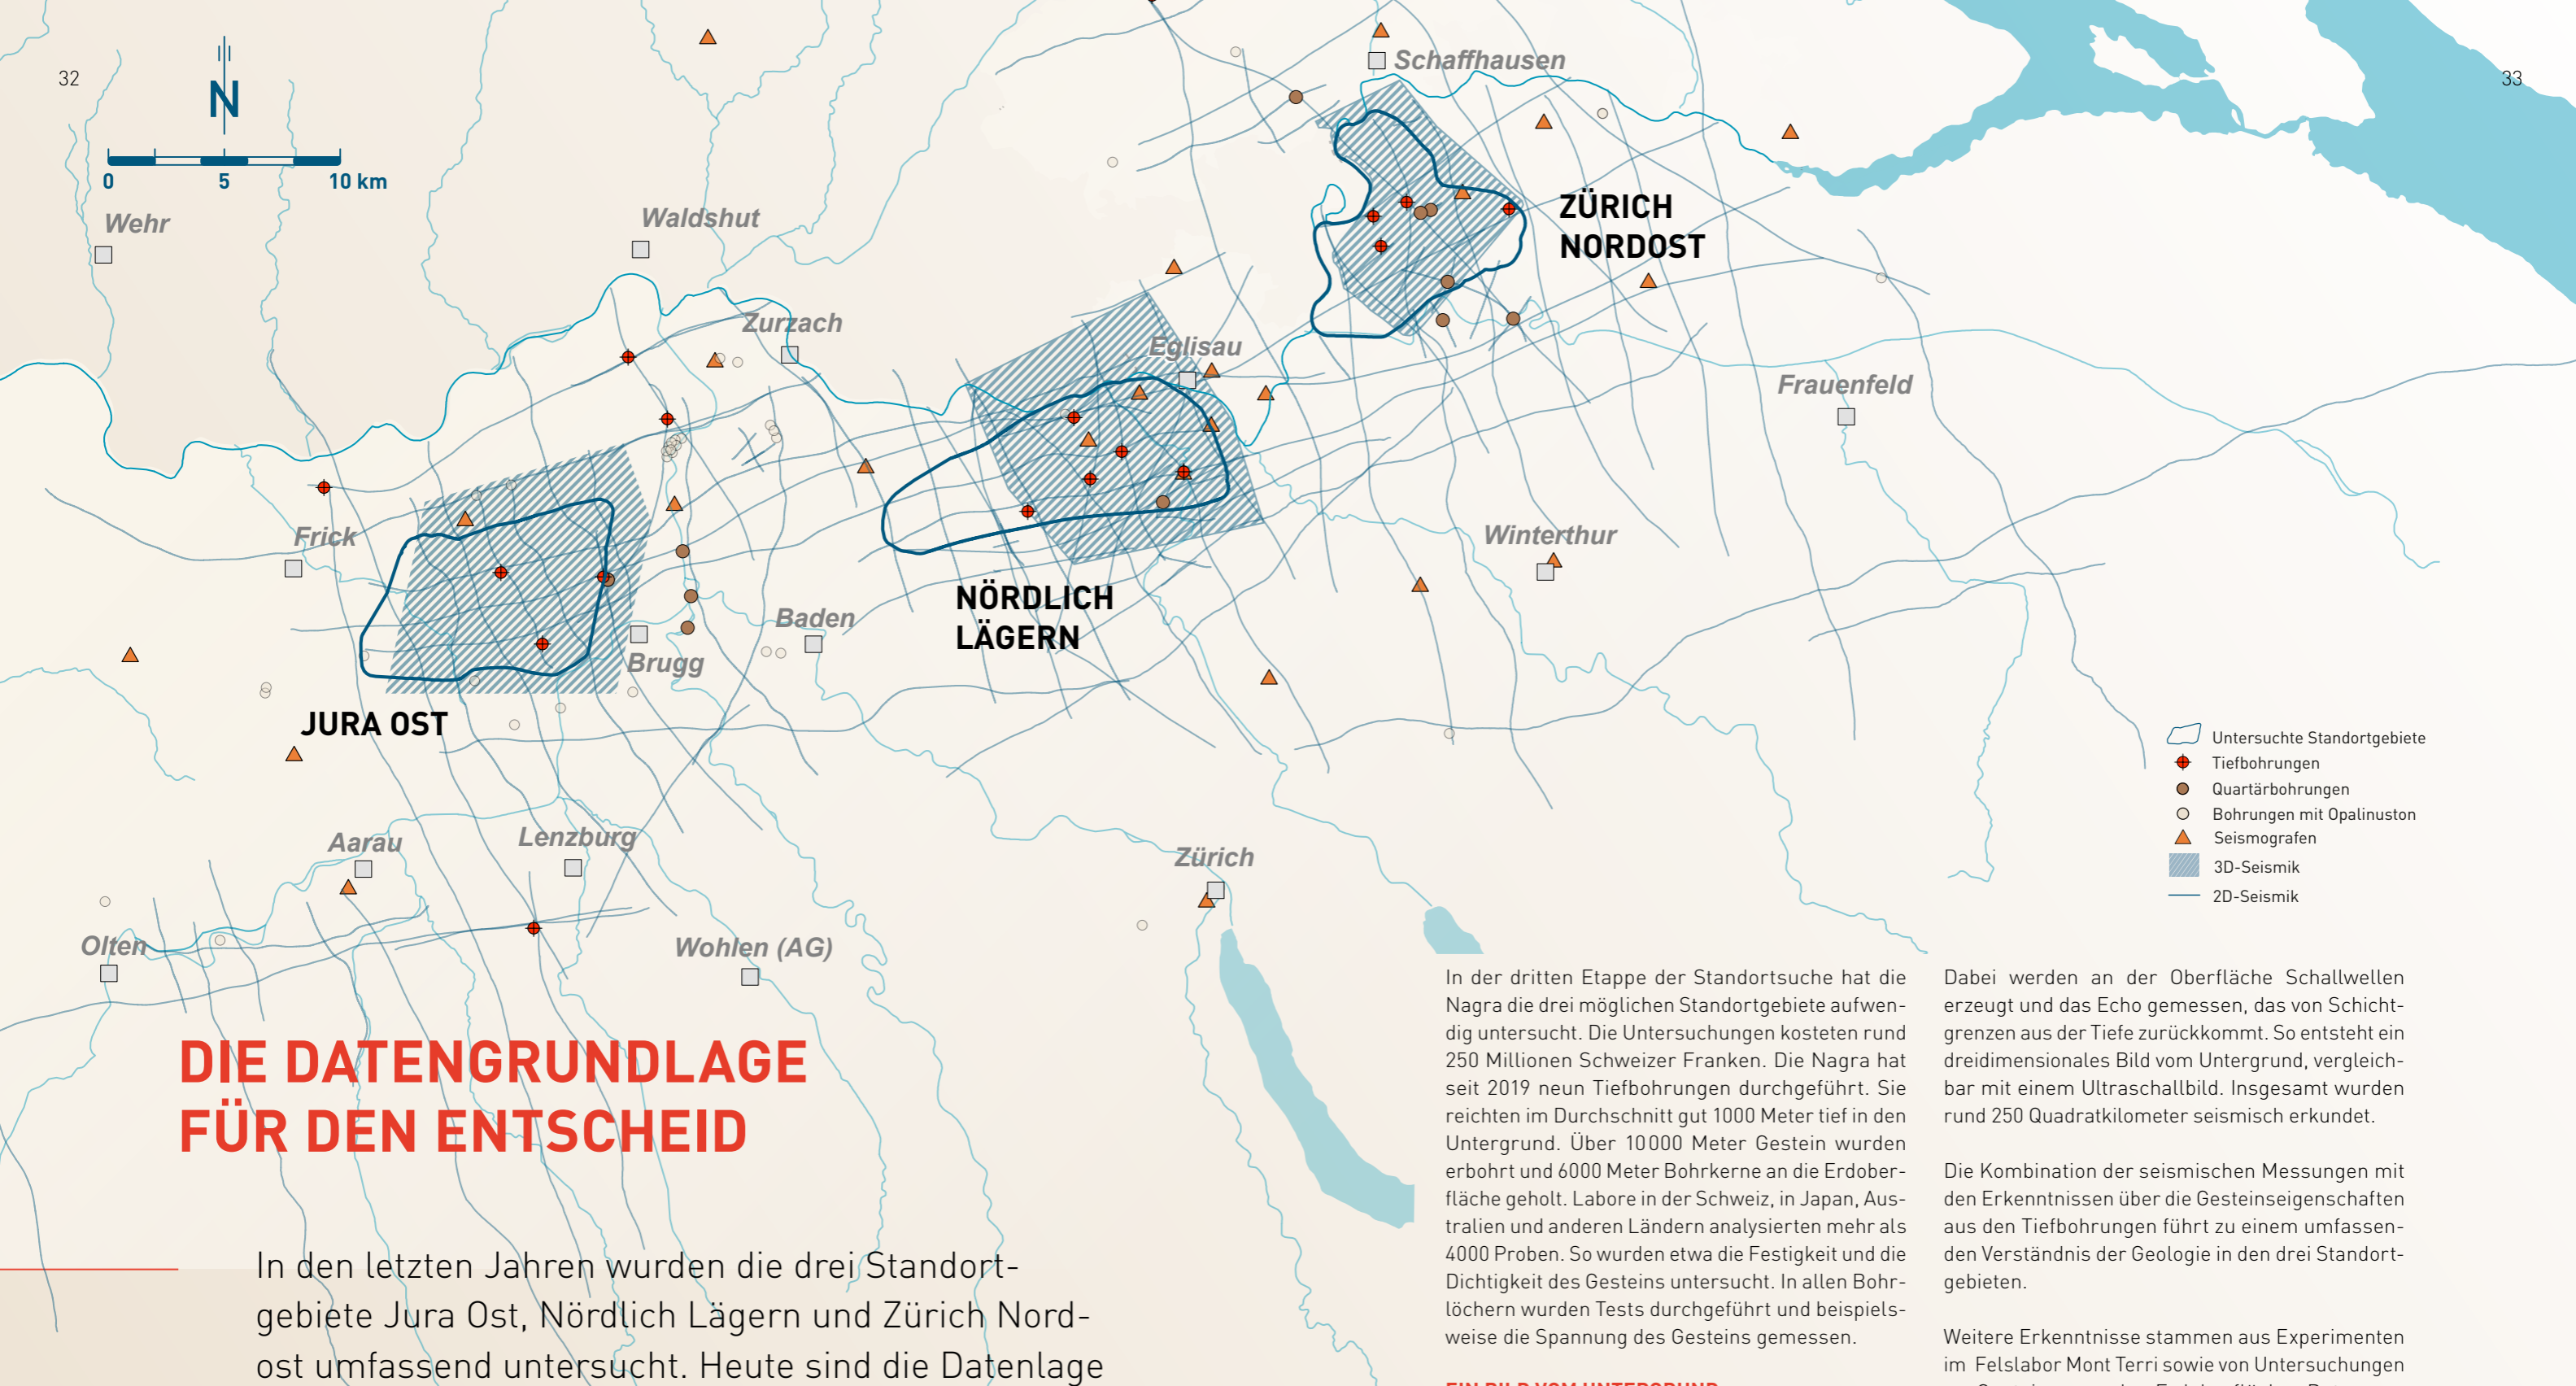 32
33
N
0 5 10 km
Schaffhausen
Wehr
Waldshut
ZÜRICH
NORDOST
Zurzach
Eglisau
Frauenfeld
Frick
Winterthur
NÖRDLICH
LÄGERN
Baden
Brugg
JURA OST
Aarau
Lenzburg
Zürich
Olten
Wohlen (AG)
Untersuchte Standortgebiete
Tiefbohrungen
Quartärbohrungen
Bohrungen mit Opalinuston
Seismografen
3D-Seismik
2D-Seismik
DIE DATENGRUNDLAGE
FÜR DEN ENTSCHEID
In den letzten Jahren wurden die drei Standort-
gebiete Jura Ost, Nördlich Lägern und Zürich Nord-
ost umfassend untersucht. Heute sind die Datenlage
In der dritten Etappe der Standortsuche hat die
Nagra die drei möglichen Standortgebiete aufwen-
dig untersucht. Die Untersuchungen kosteten rund
250 Millionen Schweizer Franken. Die Nagra hat
seit 2019 neun Tiefbohrungen durchgeführt. Sie
reichten im Durchschnitt gut 1000 Meter tief in den
Untergrund. Über 10000 Meter Gestein wurden
erbohrt und 6000 Meter Bohrkerne an die Erdober-
fläche geholt. Labore in der Schweiz, in Japan, Aus-
tralien und anderen Ländern analysierten mehr als
4000 Proben. So wurden etwa die Festigkeit und die
Dichtigkeit des Gesteins untersucht. In allen Bohr-
löchern wurden Tests durchgeführt und beispiels-
weise die Spannung des Gesteins gemessen.
EIN BILD VOM UNTERGRUND
Dabei werden an der Oberfläche Schallwellen
erzeugt und das Echo gemessen, das von Schicht-
grenzen aus der Tiefe zurückkommt. So entsteht ein
dreidimensionales Bild vom Untergrund, vergleich-
bar mit einem Ultraschallbild. Insgesamt wurden
rund 250 Quadratkilometer seismisch erkundet.
Die Kombination der seismischen Messungen mit
den Erkenntnissen über die Gesteinseigenschaften
aus den Tiefbohrungen führt zu einem umfassen-
den Verständnis der Geologie in den drei Standort-
gebieten.
Weitere Erkenntnisse stammen aus Experimenten
im Felslabor Mont Terri sowie von Untersuchungen